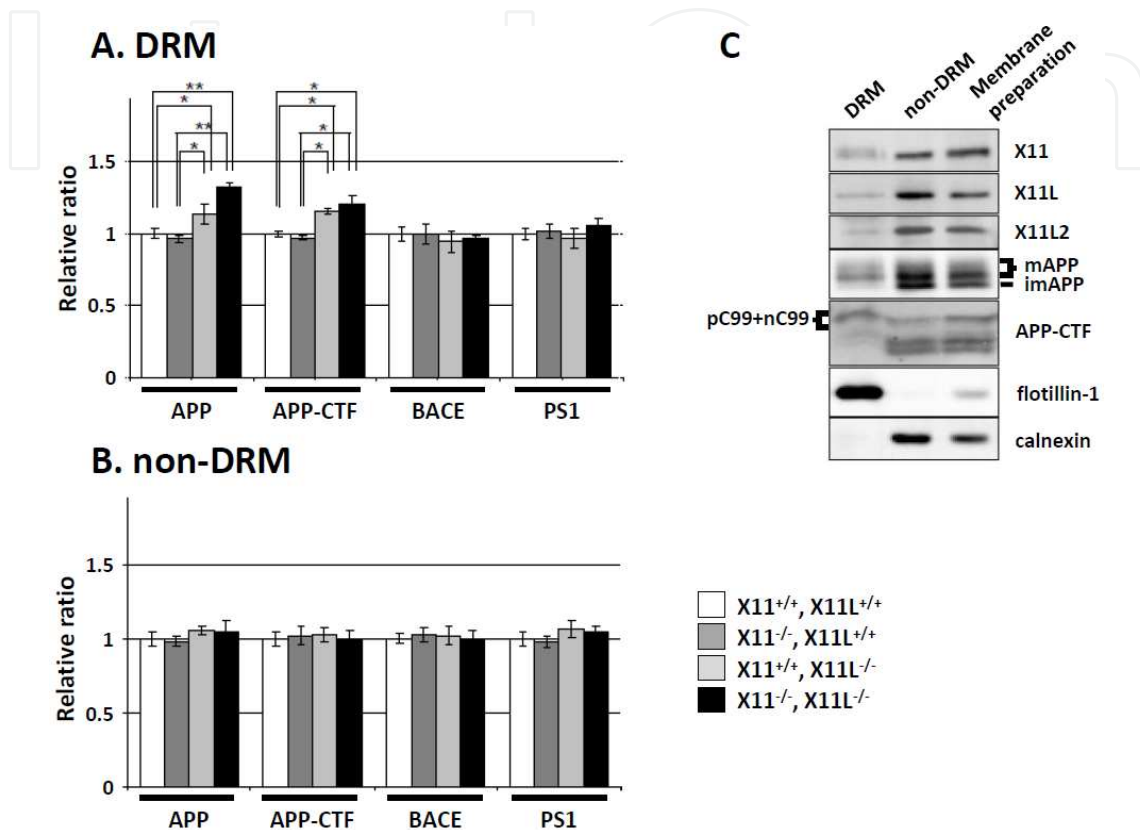 A. DRM
**
*
**
*
*
*
*
*
Relative ratio
1.5
1
0.5
0
APP
APP-CTF
BACE
PS1
B. non-DRM
Relative ratio
1.5
1
0.5
0
APP
APP-CTF
BACE
PS1
C
DRM
non-DRM
Membrane
preparation
X11
X11L
X11L2
mAPP
imAPP
pC99+nC99
APP-CTF
flotillin-1
calnexin
X11+/+, X11L+/+
X11-/-, X11L+/+
X11+/+, X11L-/-
X11-/-, X11L-/-